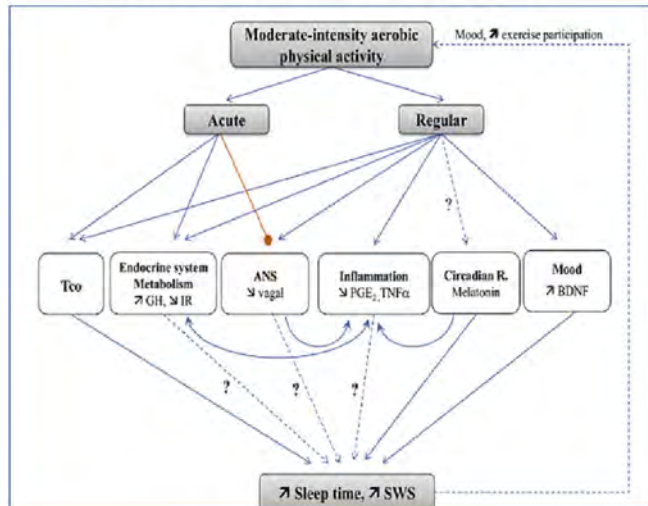 Moderate-intensity aerobic
physical activity
Mood, ↗ exercise participation
Acute
Regular
?
Tco
Endocrine system
Metabolism
↗ GH, ↘ IR
ANS
↘ vagal
Inflammation
↘ PGE₂,TNFα
Circadian R.
Melatonin
Mood
↗ BDNF
?
?
?
↗ Sleep time, ↗ SWS